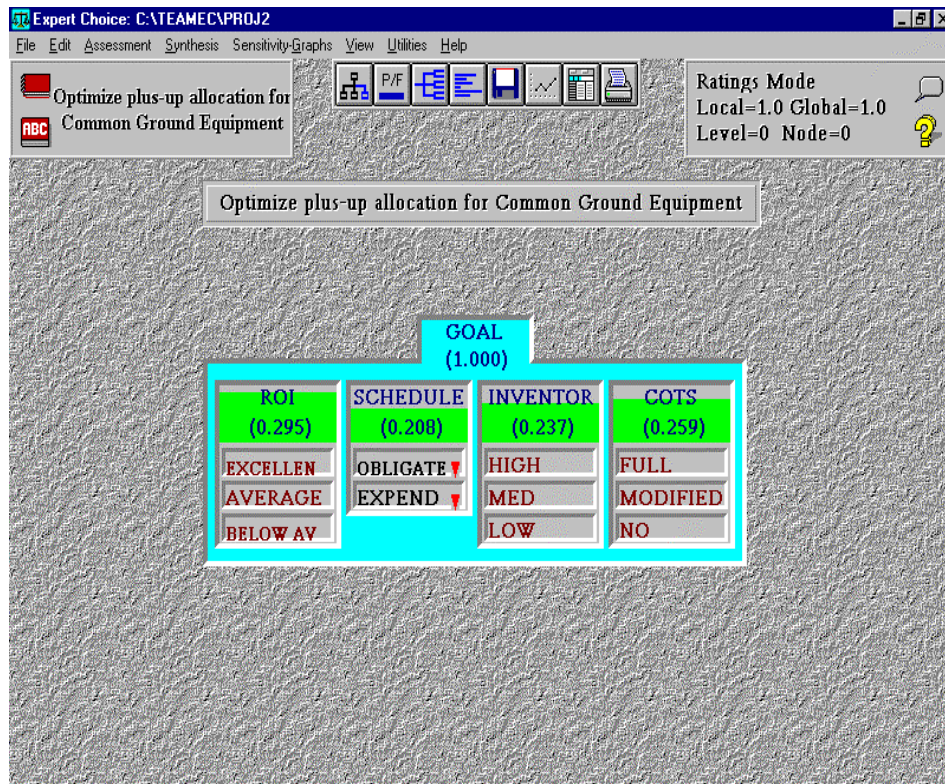 Expert Choice: C:\TEAMEC\PROJ2
File Edit Assessment Synthesis Sensitivity-Graphs View Utilities Help
Optimize plus-up allocation for
ABC Common Ground Equipment
P/F
Ratings Mode
Local=1.0 Global=1.0
Level=0 Node=0
Optimize plus-up allocation for Common Ground Equipment
GOAL
(1.000)
ROI SCHEDULE INVENTOR COTS
(0.295) (0.208) (0.237) (0.259)
EXCELLEN OBLIGATE HIGH FULL
AVERAGE EXPEND MED MODIFIED
BELOW AV LOW NO